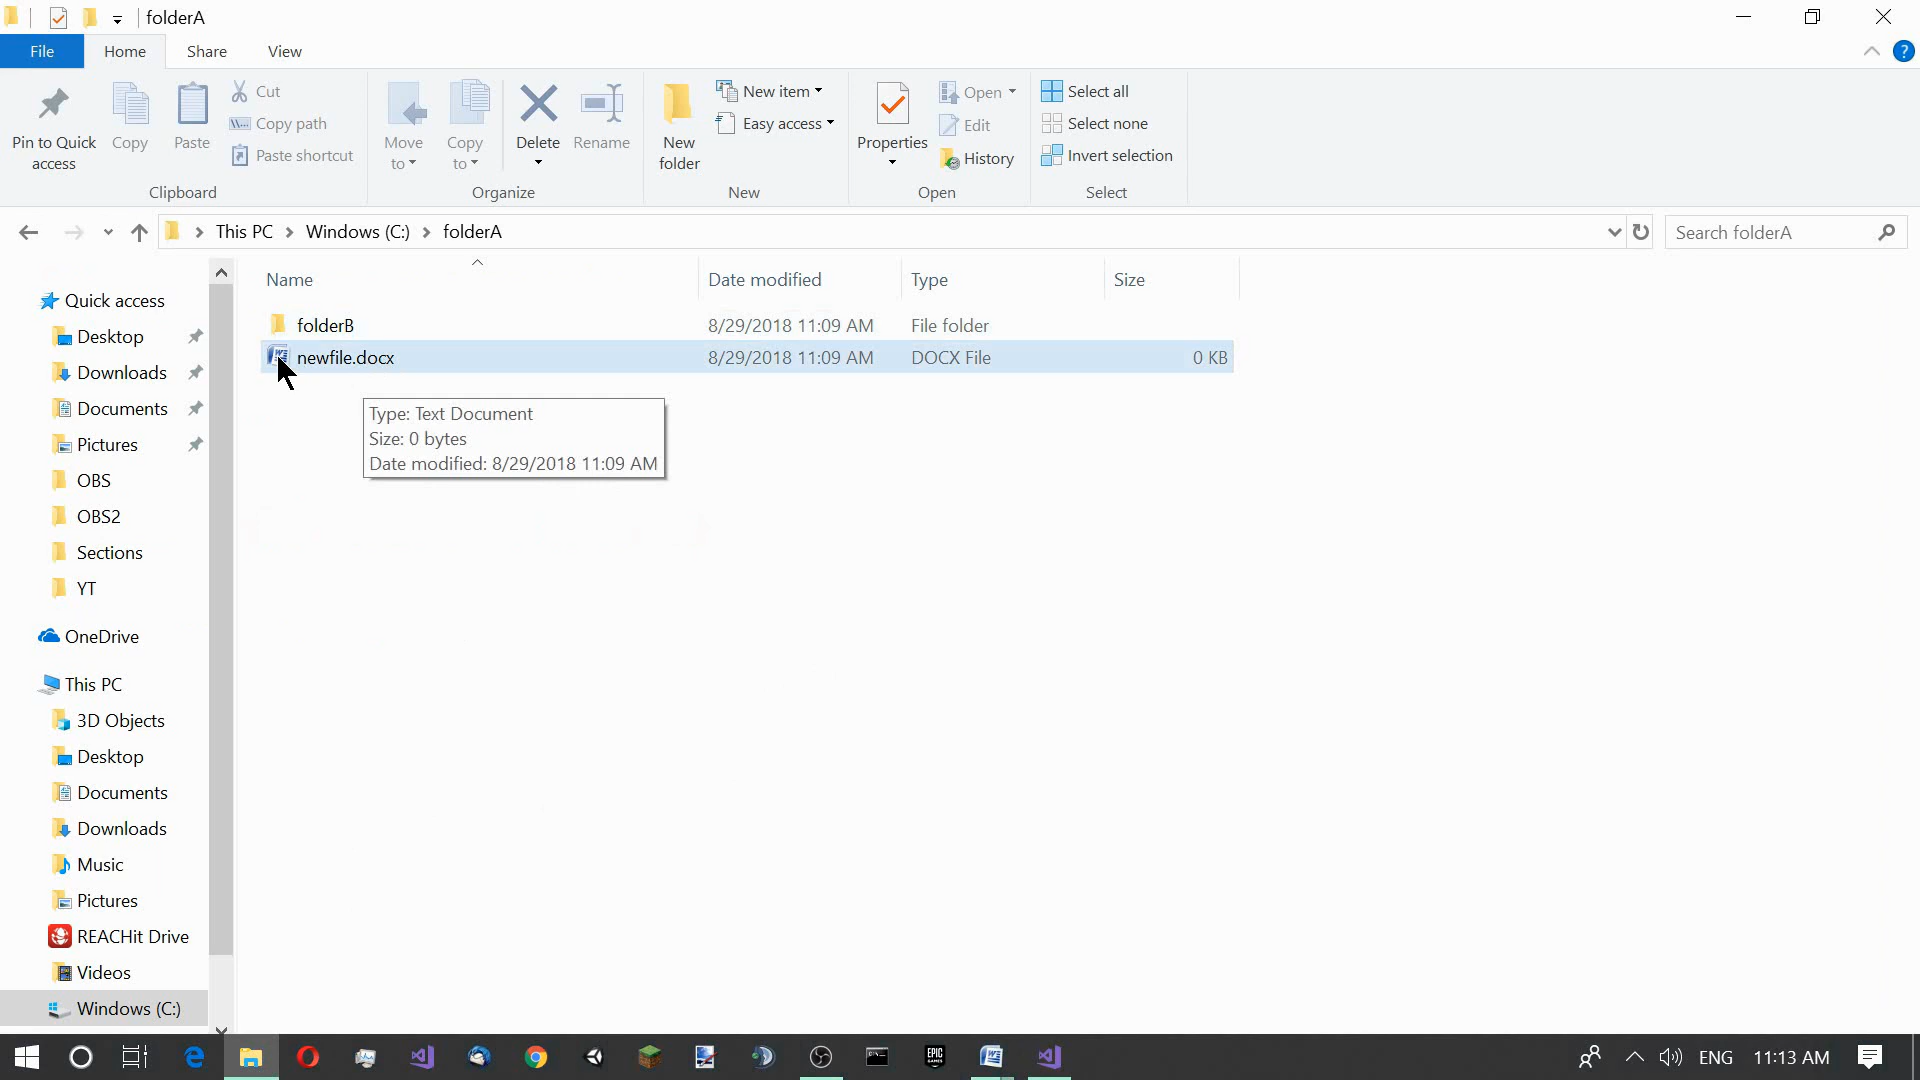 folderA
File Home Share View
Pin to Quick access
Copy
Paste
Cut
Copy path
Paste shortcut
Clipboard
Move to
Copy to
Delete
Rename
Organize
New folder
New item
Easy access
New
Properties
Open
Edit
History
Open
Select all
Select none
Invert selection
Select
This PC Windows (C:) folderA
Search folderA
Name Date modified Type Size
folderB 8/29/2018 11:09 AM File folder
newfile.docx 8/29/2018 11:09 AM DOCX File 0 KB
Type: Text Document
Size: 0 bytes
Date modified: 8/29/2018 11:09 AM
Quick access
Desktop
Downloads
Documents
Pictures
OBS
OBS2
Sections
YT
OneDrive
This PC
3D Objects
Desktop
Documents
Downloads
Music
Pictures
REACHit Drive
Videos
Windows (C:)
EPIC GAMES
ENG 11:13 AM